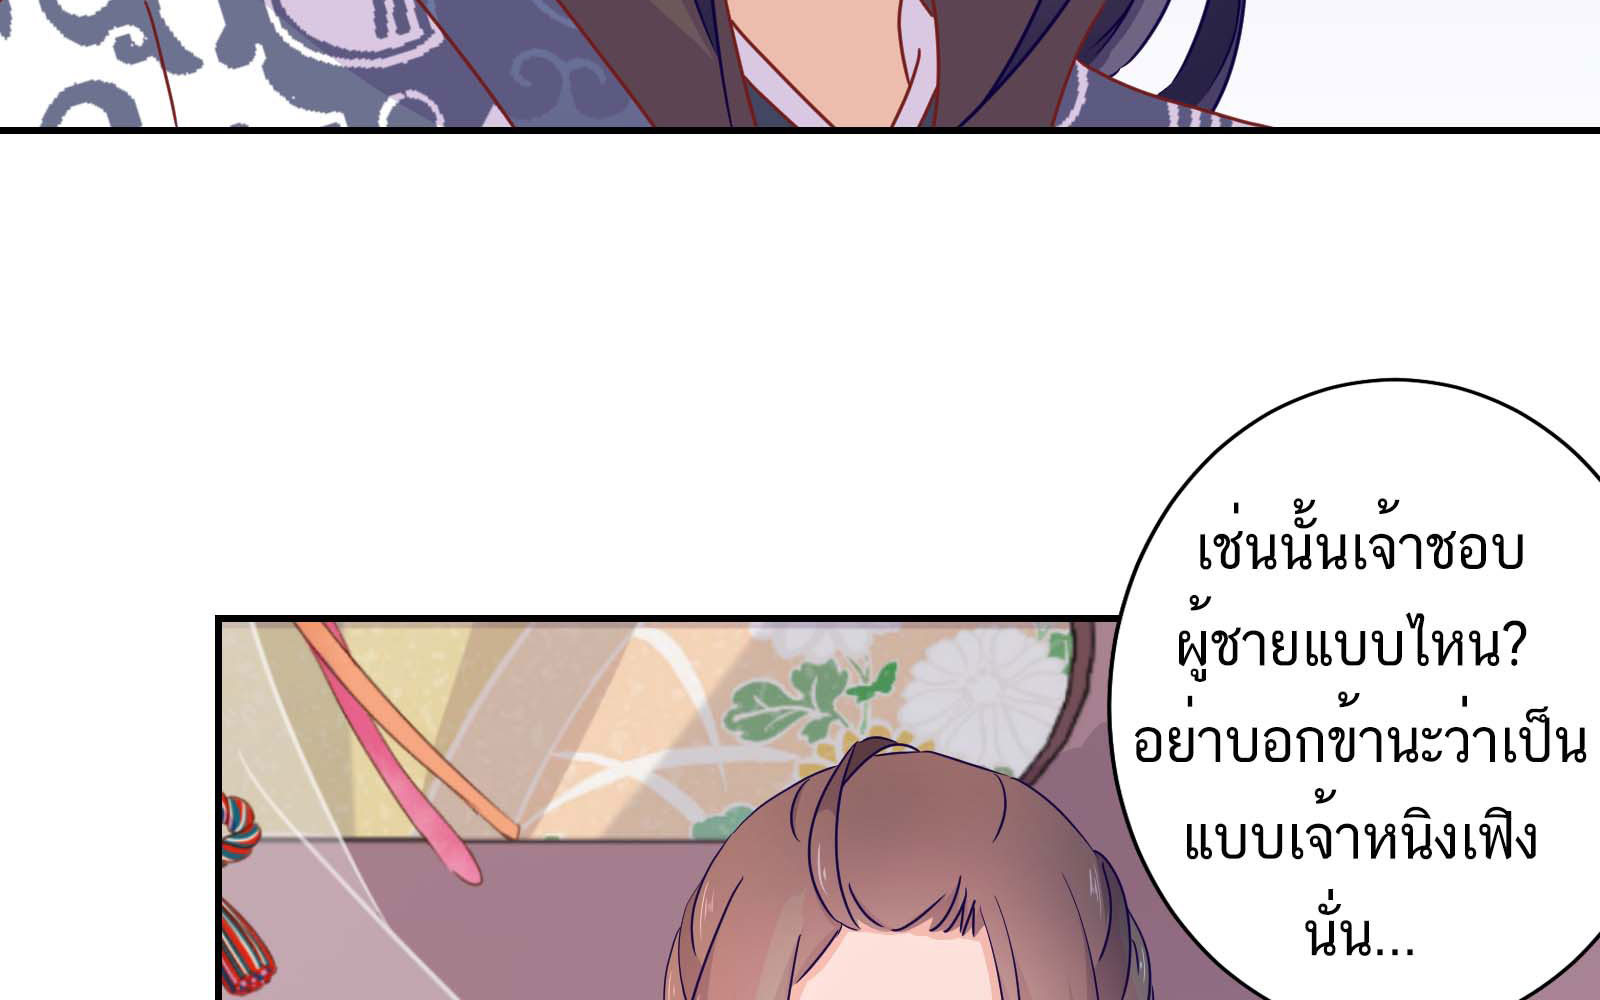 เช่นนั้นเจ้าชอบ
ผู้ชายแบบไหน?
อย่าบอกข้านะว่าเป็น
แบบเจ้าหนิงเฟิง
นั่น...